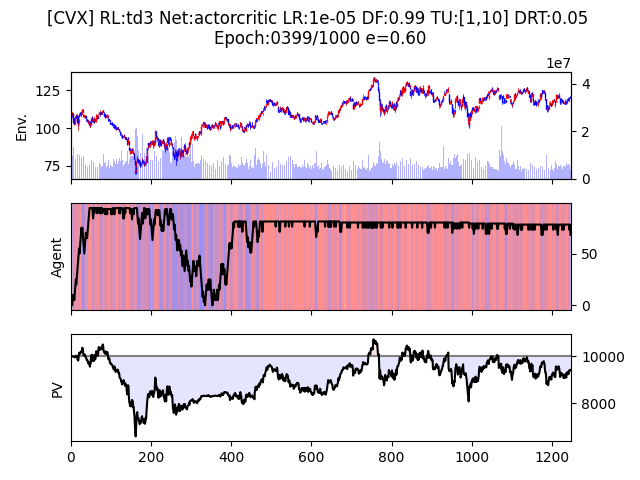 [CVX] RL:td3 Net:actorcritic LR:1e-05 DF:0.99 TU:[1,10] DRT:0.05
Epoch:0399/1000 e=0.60
1e7
125
100
75
Env.
4
2
0
Agent
50
0
PV
10000
8000
0 200 400 600 800 1000 1200